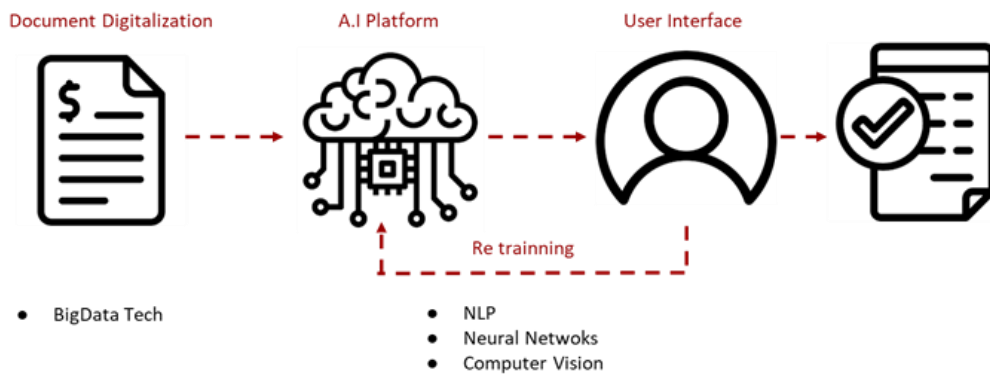 Document Digitalization
A.I Platform
User Interface
$
Re trainning
● BigData Tech
● NLP
● Neural Netwoks
● Computer Vision